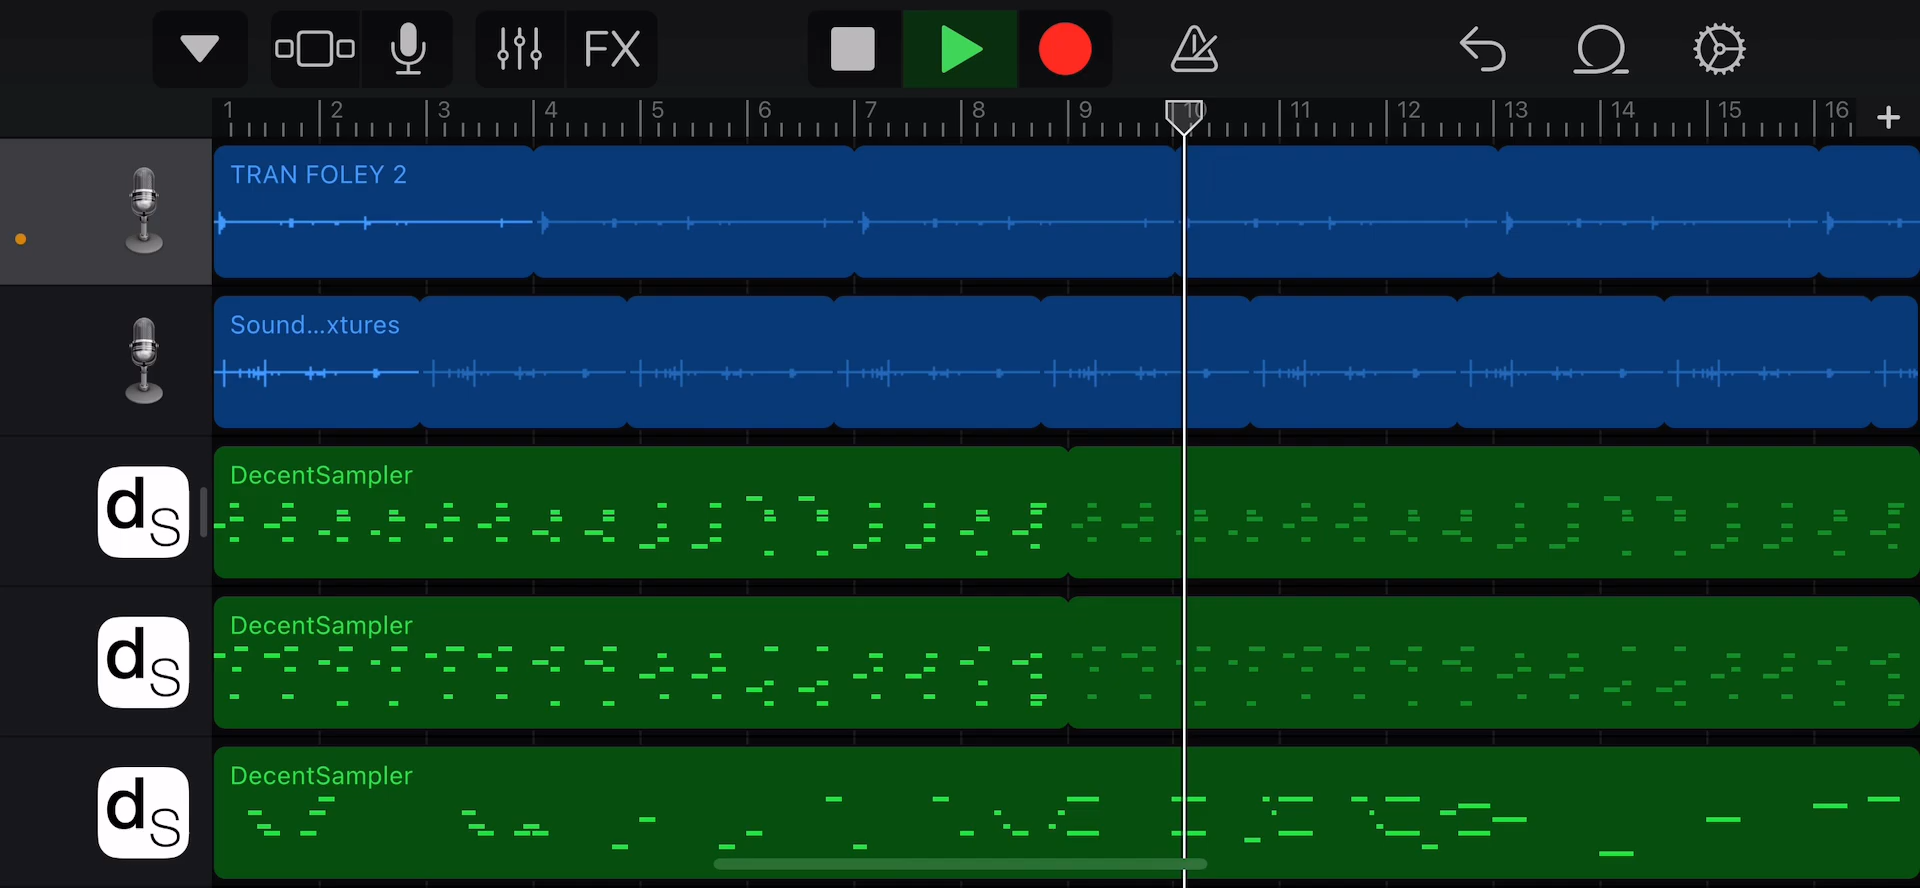 FX
1 2 3 4 5 6 7 8 9 10 11 12 13 14 15 16 +
TRAN FOLEY 2
Sound...xtures
dS
DecentSampler
dS
DecentSampler
dS
DecentSampler